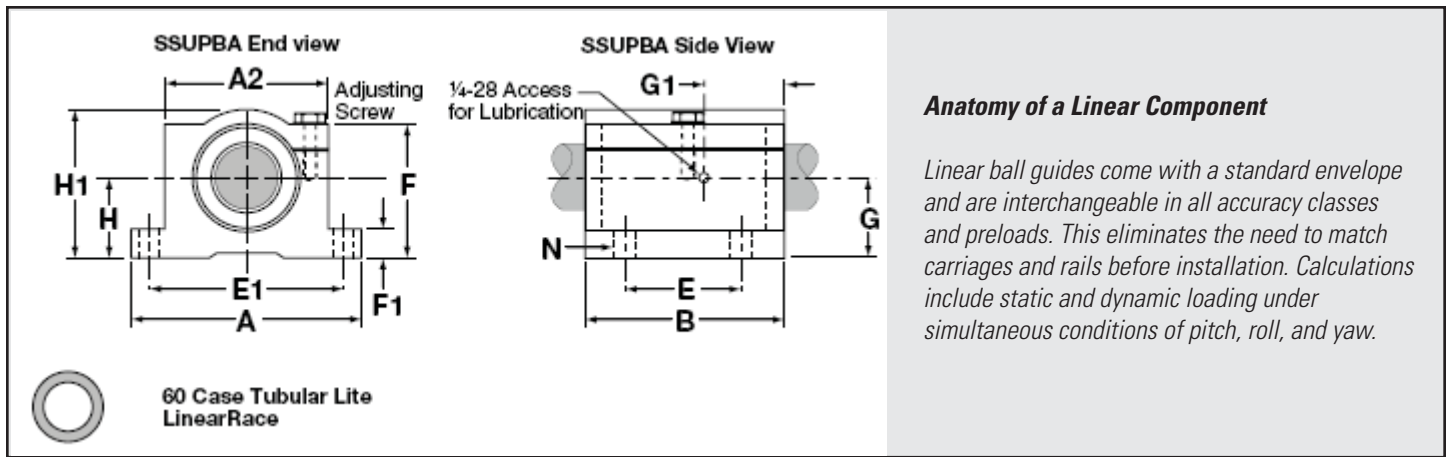 SSUPBA End view
A2
Adjusting
Screw
H1
H
F
E1
F1
A
60 Case Tubular Lite
LinearRace
SSUPBA Side View
¼-28 Access
for Lubrication
G1
G
N
E
B
Anatomy of a Linear Component
Linear ball guides come with a standard envelope
and are interchangeable in all accuracy classes
and preloads. This eliminates the need to match
carriages and rails before installation. Calculations
include static and dynamic loading under
simultaneous conditions of pitch, roll, and yaw.